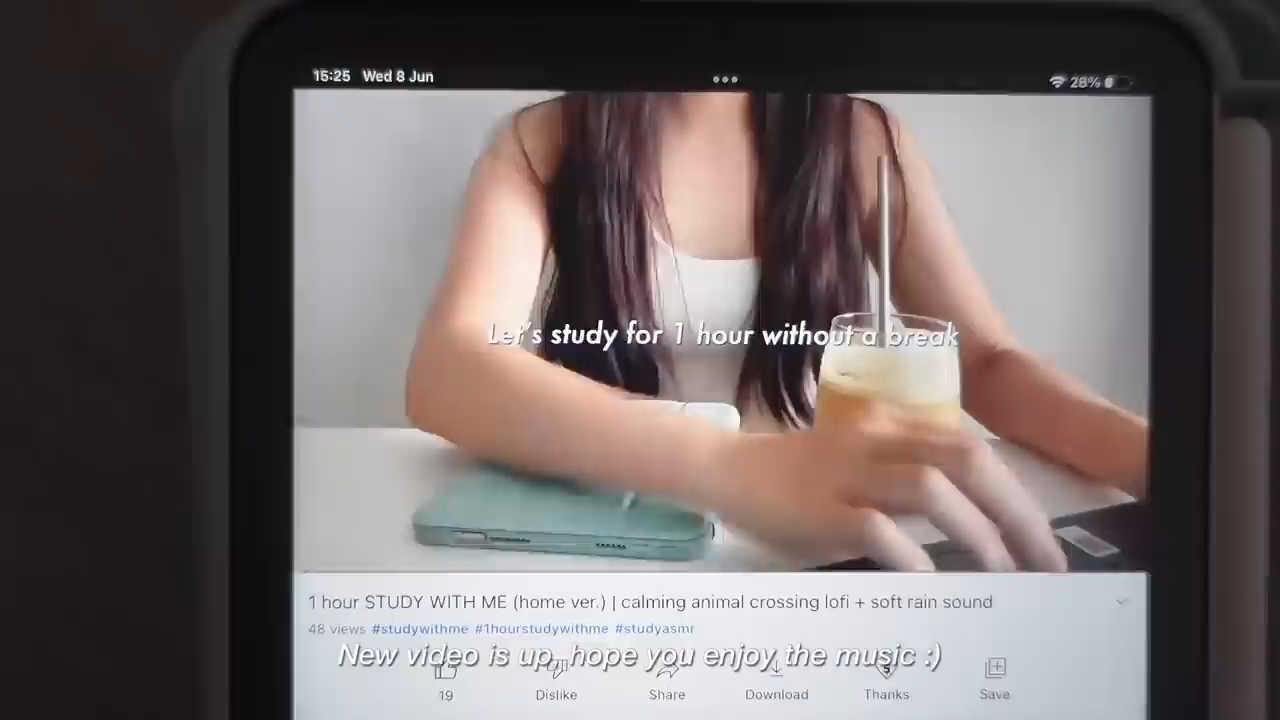 15:25 Wed 8 Jun
28%
Let's study for 1 hour without a break
1 hour STUDY WITH ME (home ver.) | calming animal crossing lofi + soft rain sound
48 views #studywithme #1hourstudywithme #studyasmr
New video is up, hope you enjoy the music :)
19 Dislike Share Download Thanks Save